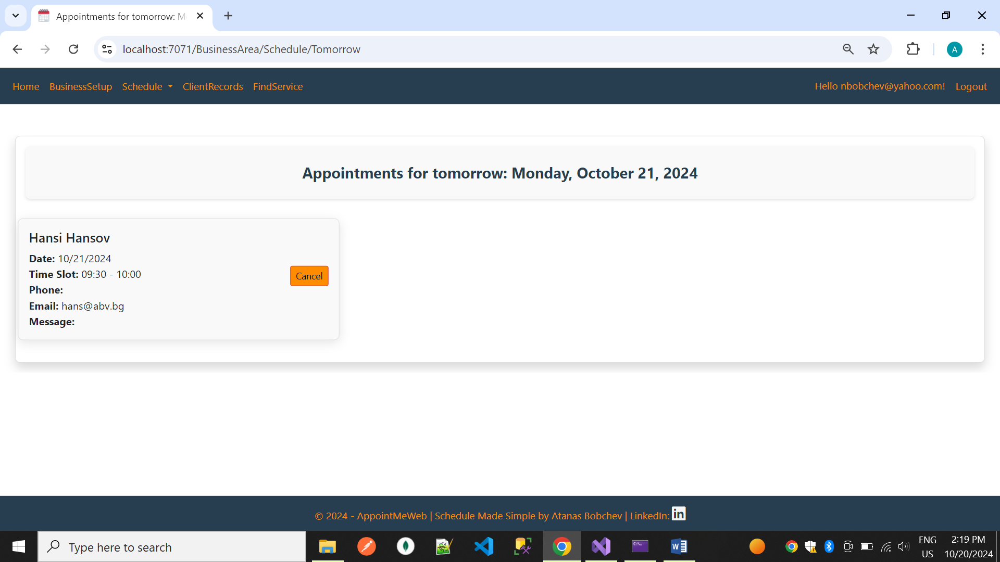 Appointments for tomorrow: M
localhost:7071/BusinessArea/Schedule/Tomorrow
A
Home BusinessSetup Schedule ClientRecords FindService Hello nbobchev@yahoo.com! Logout
Appointments for tomorrow: Monday, October 21, 2024
Hansi Hansov
Date: 10/21/2024
Time Slot: 09:30 - 10:00
Cancel
Phone:
Email: hans@abv.bg
Message:
© 2024 - AppointMeWeb | Schedule Made Simple by Atanas Bobchev | LinkedIn: in
Type here to search
ENG
US
2:19 PM
10/20/2024